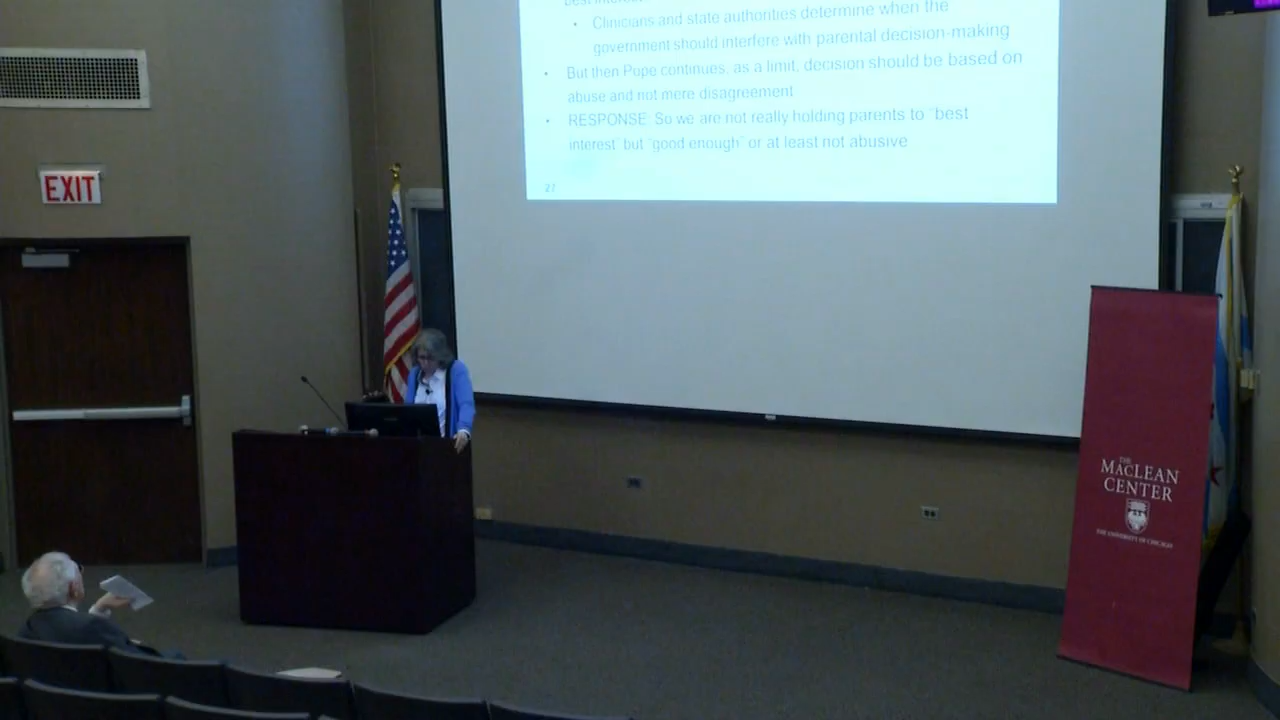 best interest
Clinicians and state authorities determine when the
government should interfere with parental decision-making
But then Pope continues, as a limit, decision should be based on
abuse and not mere disagreement
RESPONSE: So we are not really holding parents to "best
interest" but "good enough" or at least not abusive
27
EXIT
THE
MACLEAN
CENTER
THE UNIVERSITY OF CHICAGO